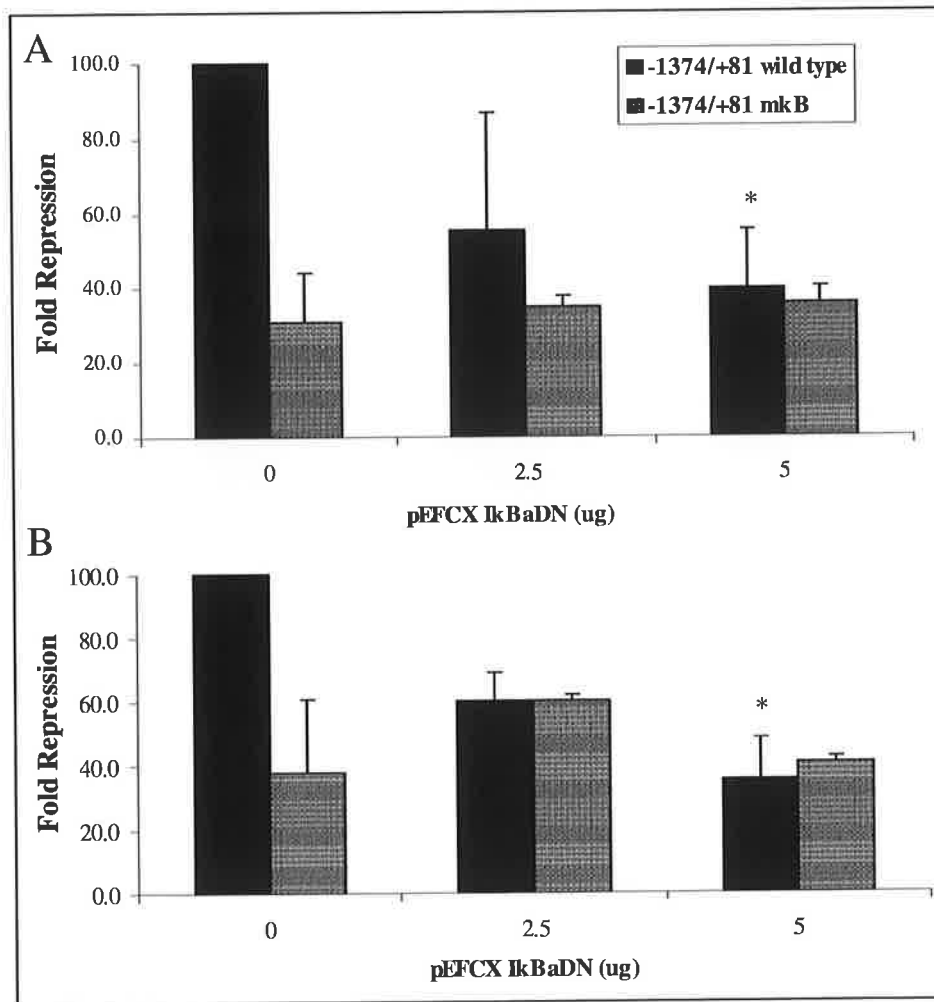 A
-1374/+81 wild type
-1374/+81 mkB
Fold Repression
100.0
80.0
60.0
40.0
20.0
0.0
*
0 2.5 5
pEFCX IkBaDN (ug)
B
Fold Repression
100.0
80.0
60.0
40.0
20.0
0.0
*
0 2.5 5
pEFCX IkBaDN (ug)